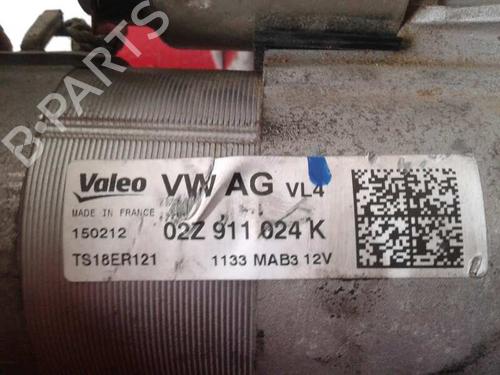 B-PARTS
Valeo VW AG VL4
MADE IN FRANCE
150212 02Z 911 024 K
TS18ER121 1133 MAB3 12V